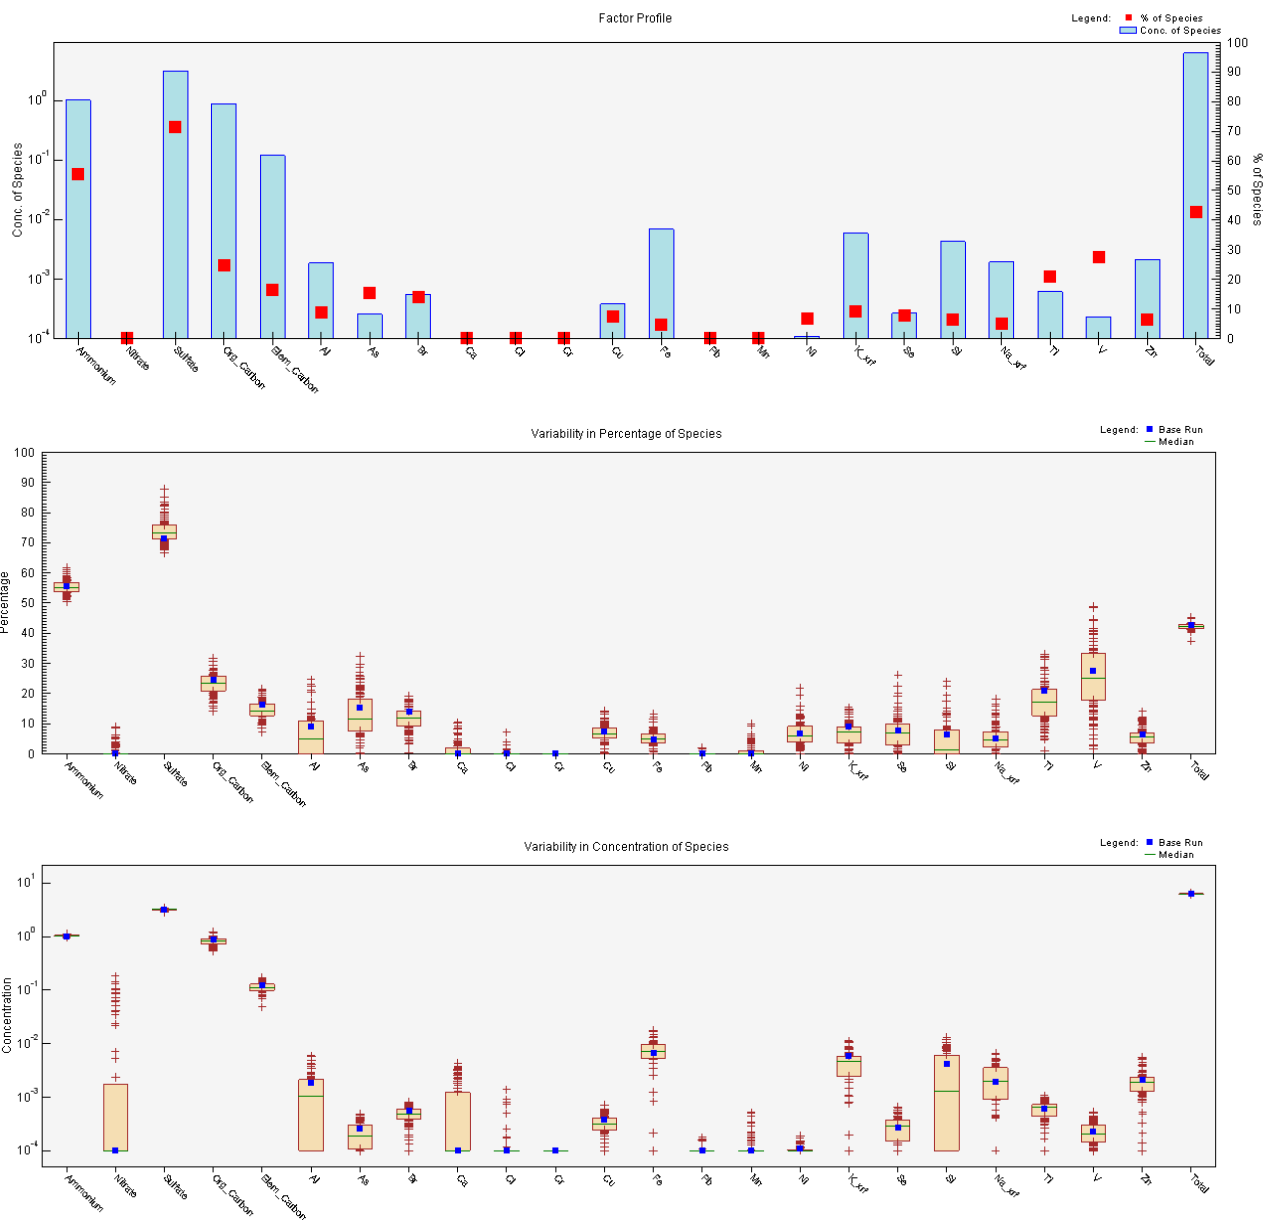 Factor Profile
Legend: % of Species
Conc. of Species
Conc. of Species
10^0
10^-1
10^-2
10^-3
10^-4
100
90
80
70
60
50
40
30
20
10
0
% of Species
Ammonium
Nitrate
Sulfate
Org_Carbon
Elem_Carbon
Al
As
Br
Ca
Cl
Cr
Cu
Fe
Pb
Mn
Ni
K_xrf
Se
Si
Na_xrf
Ti
V
Zn
Total
Variability in Percentage of Species
Legend: Base Run
Median
Percentage
100
90
80
70
60
50
40
30
20
10
0
Ammonium
Nitrate
Sulfate
Org_Carbon
Elem_Carbon
Al
As
Br
Ca
Cl
Cr
Cu
Fe
Pb
Mn
Ni
K_xrf
Se
Si
Na_xrf
Ti
V
Zn
Total
Variability in Concentration of Species
Legend: Base Run
Median
Concentration
10^1
10^0
10^-1
10^-2
10^-3
10^-4
Ammonium
Nitrate
Sulfate
Org_Carbon
Elem_Carbon
Al
As
Br
Ca
Cl
Cr
Cu
Fe
Pb
Mn
Ni
K_xrf
Se
Si
Na_xrf
Ti
V
Zn
Total